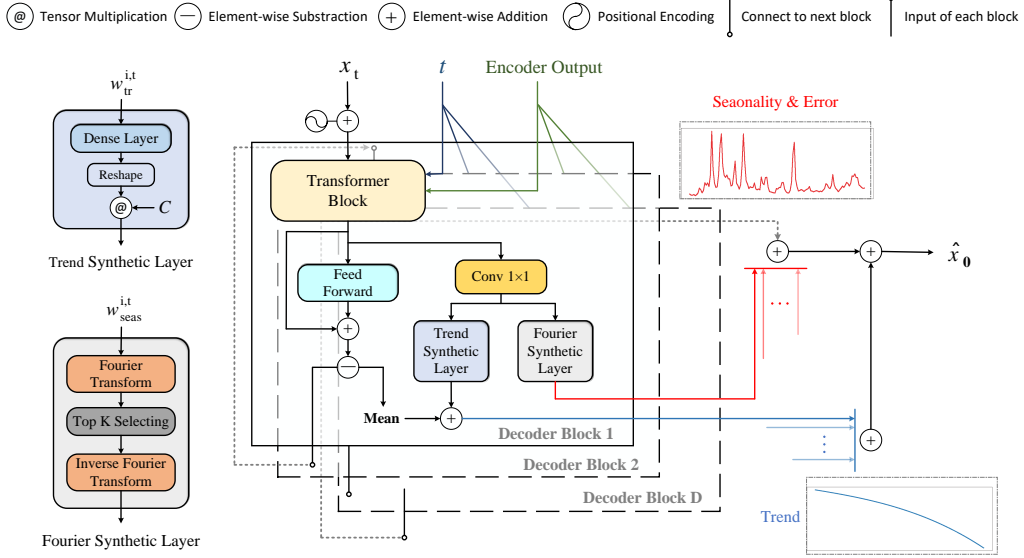 @ Tensor Multiplication
Element-wise Substraction
Element-wise Addition
Positional Encoding
Connect to next block
Input of each block
w_tr^i,t
Dense Layer
Reshape
@
C
Trend Synthetic Layer
w_seas^i,t
Fourier
Transform
Top K Selecting
Inverse Fourier
Transform
Fourier Synthetic Layer
x_t
t
Encoder Output
Transformer
Block
Feed
Forward
Conv 1×1
Trend
Synthetic
Layer
Fourier
Synthetic
Layer
Mean
Decoder Block 1
Decoder Block 2
Decoder Block D
Seaonality & Error
...
x̂_0
Trend